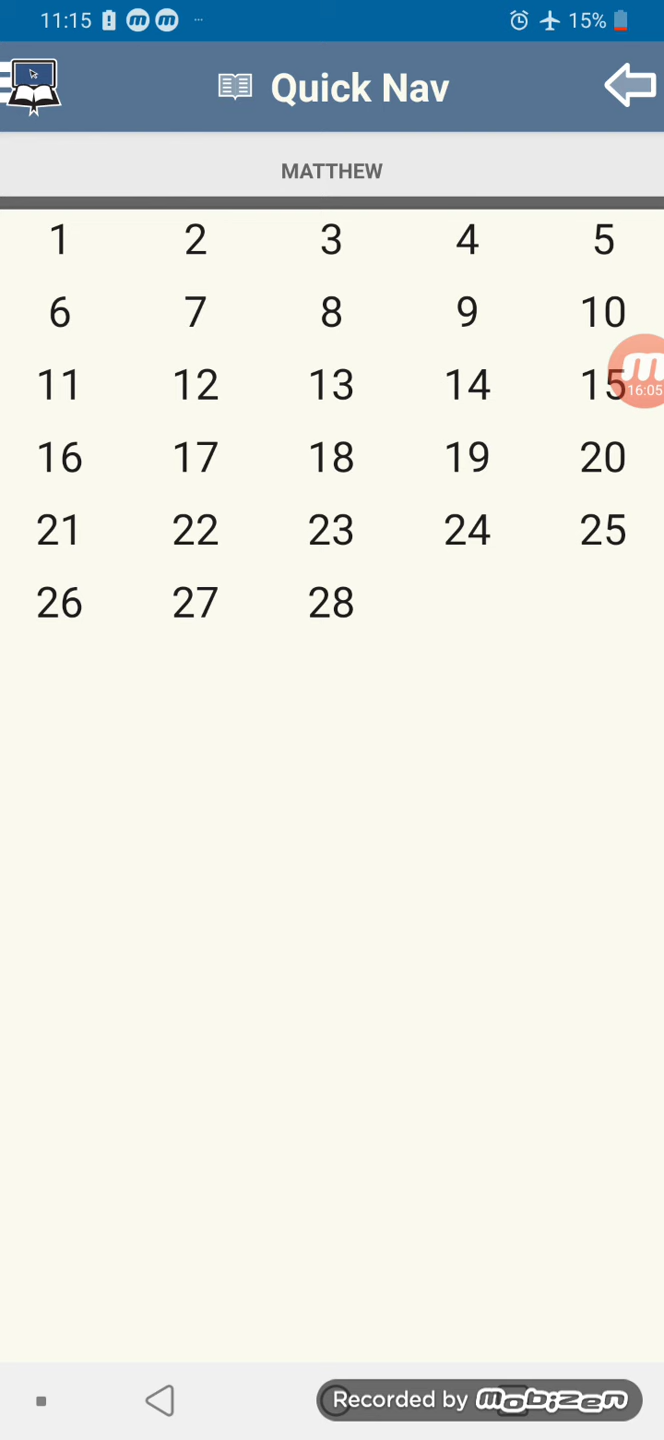 11:15 15%
Quick Nav
MATTHEW
1 2 3 4 5
6 7 8 9 10
11 12 13 14 15
16:05
16 17 18 19 20
21 22 23 24 25
26 27 28
Recorded by mobizen